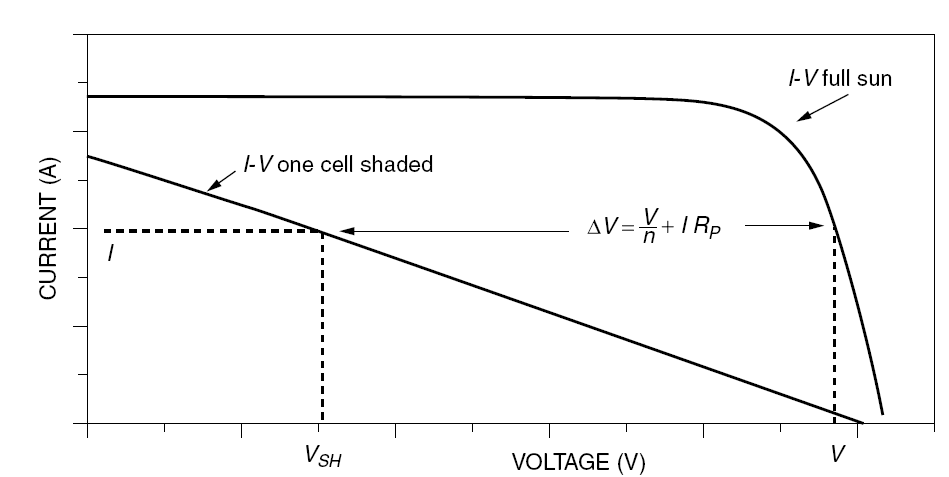 I-V full sun
I-V one cell shaded
ΔV = V/n + I R_P
I
CURRENT (A)
V_SH
VOLTAGE (V)
V